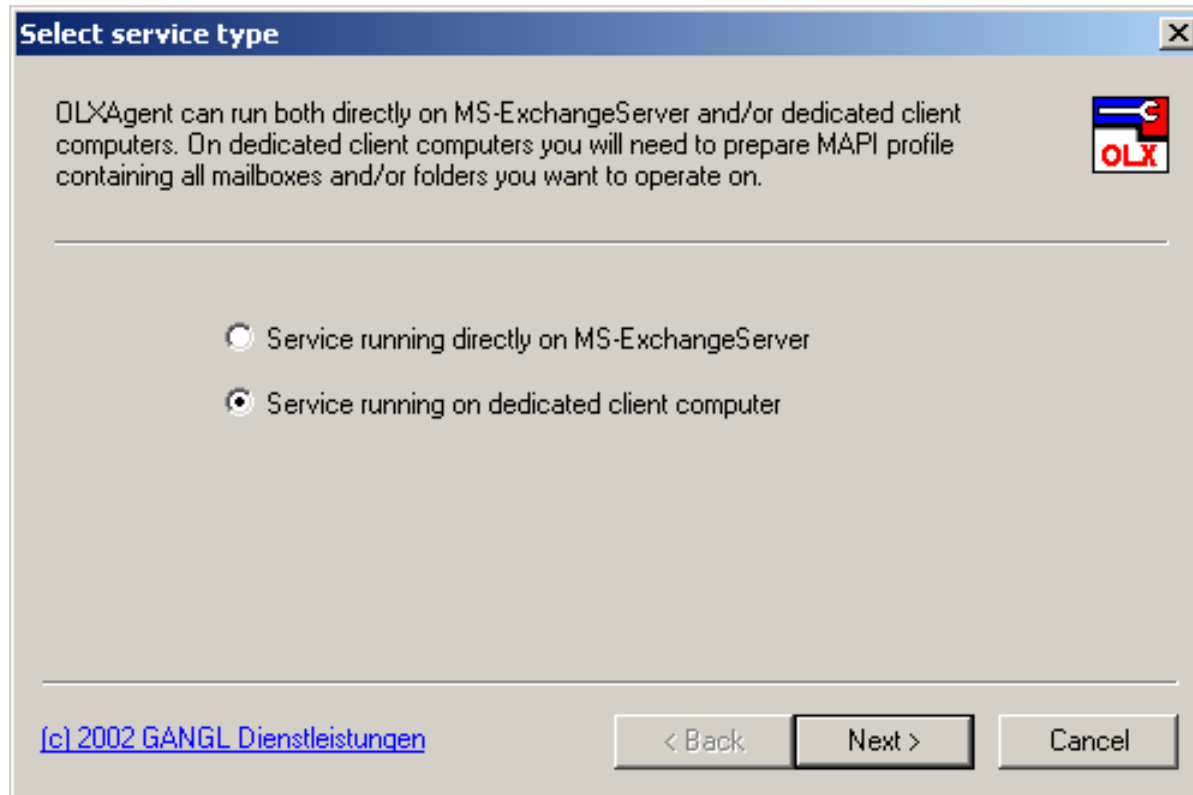 Select service type
OLXAgent can run both directly on MS-ExchangeServer and/or dedicated client
computers. On dedicated client computers you will need to prepare MAPI profile
containing all mailboxes and/or folders you want to operate on.
OLX
Service running directly on MS-ExchangeServer
Service running on dedicated client computer
(c) 2002 GANGL Dienstleistungen
< Back
Next >
Cancel